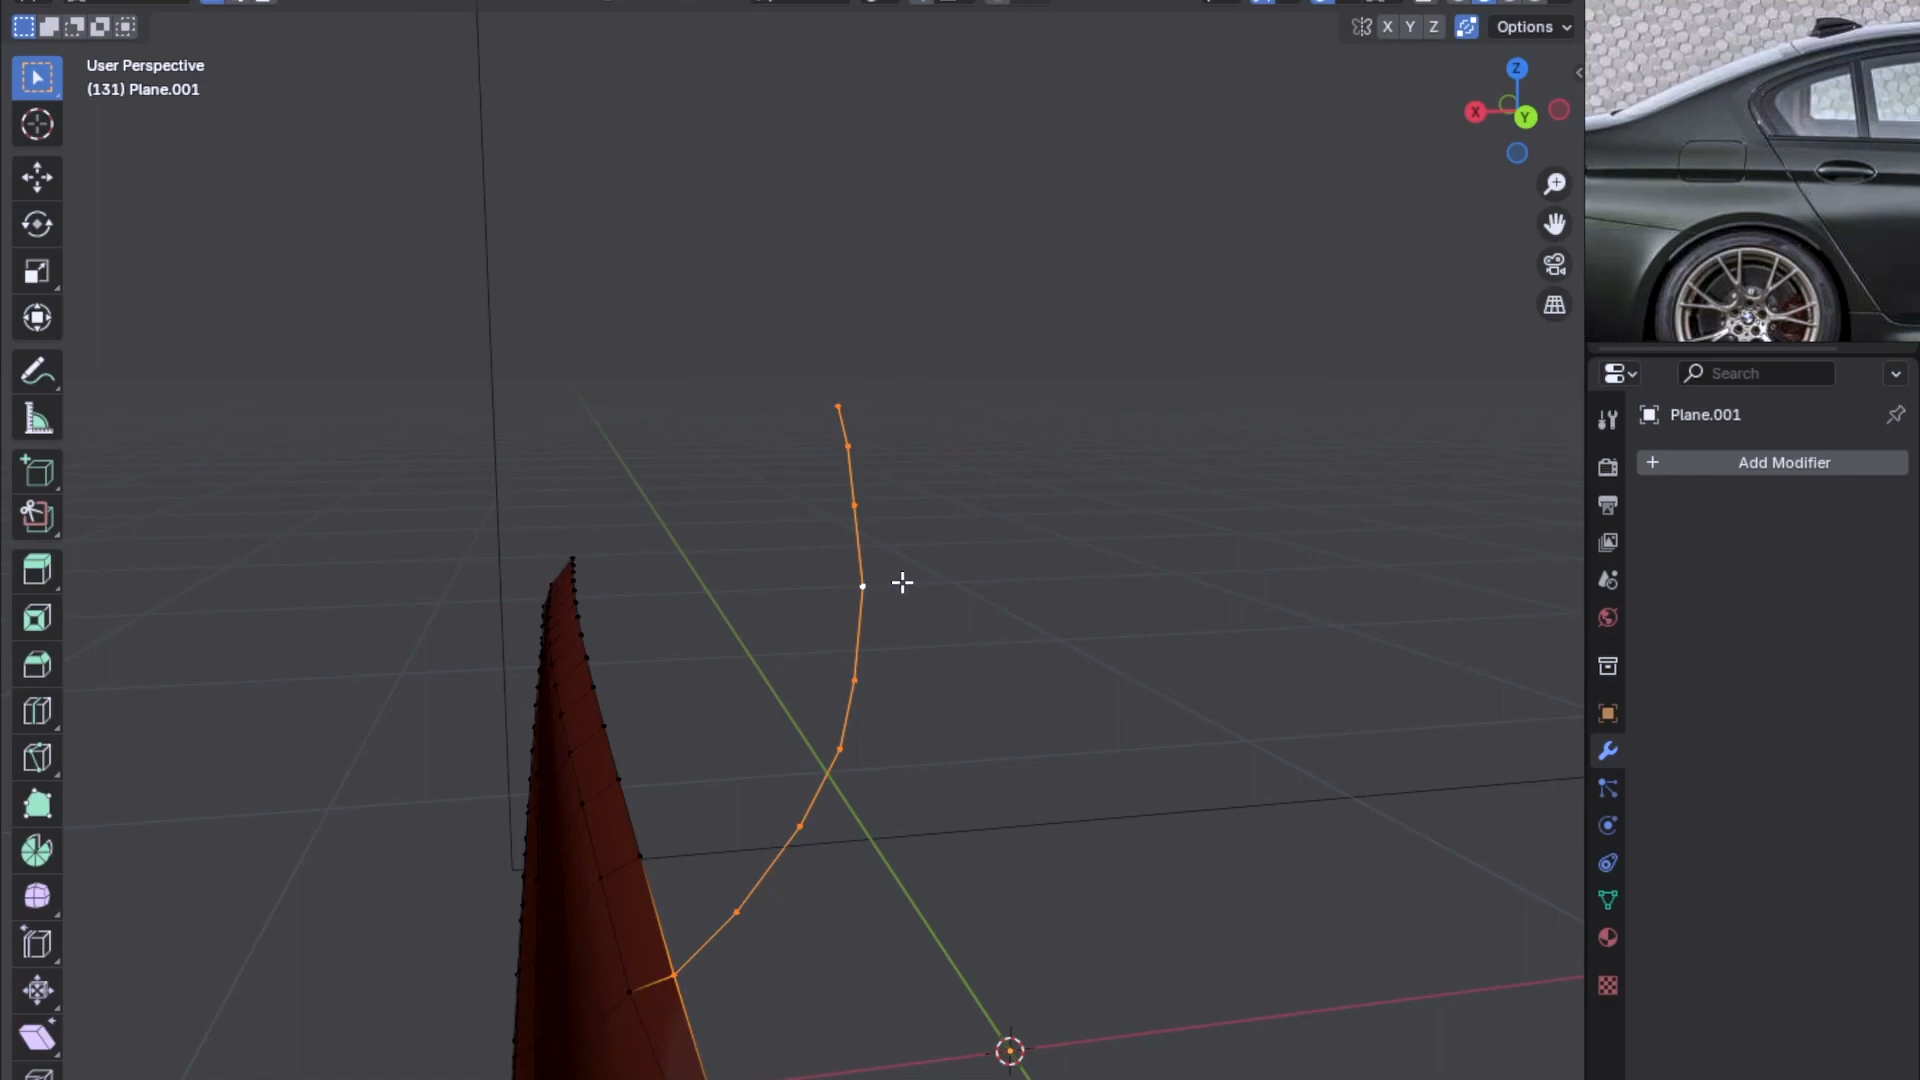 X Y Z Options
User Perspective
(131) Plane.001
Z
X
Y
Search
Plane.001
Add Modifier